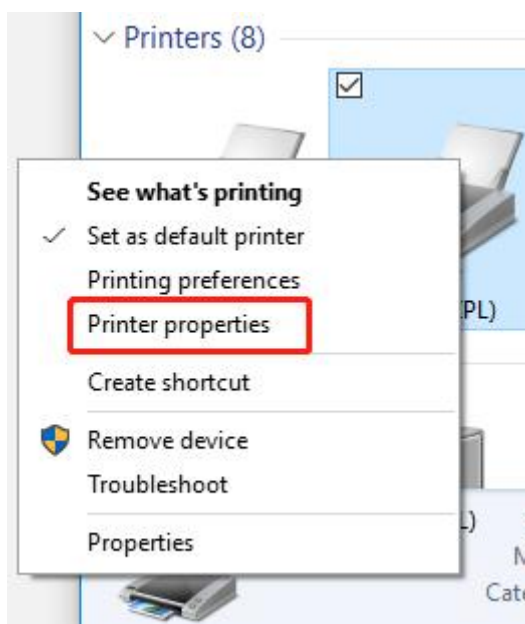 Printers (8)
See what's printing
Set as default printer
Printing preferences
Printer properties
PL)
Create shortcut
Remove device
Troubleshoot
Properties
L)